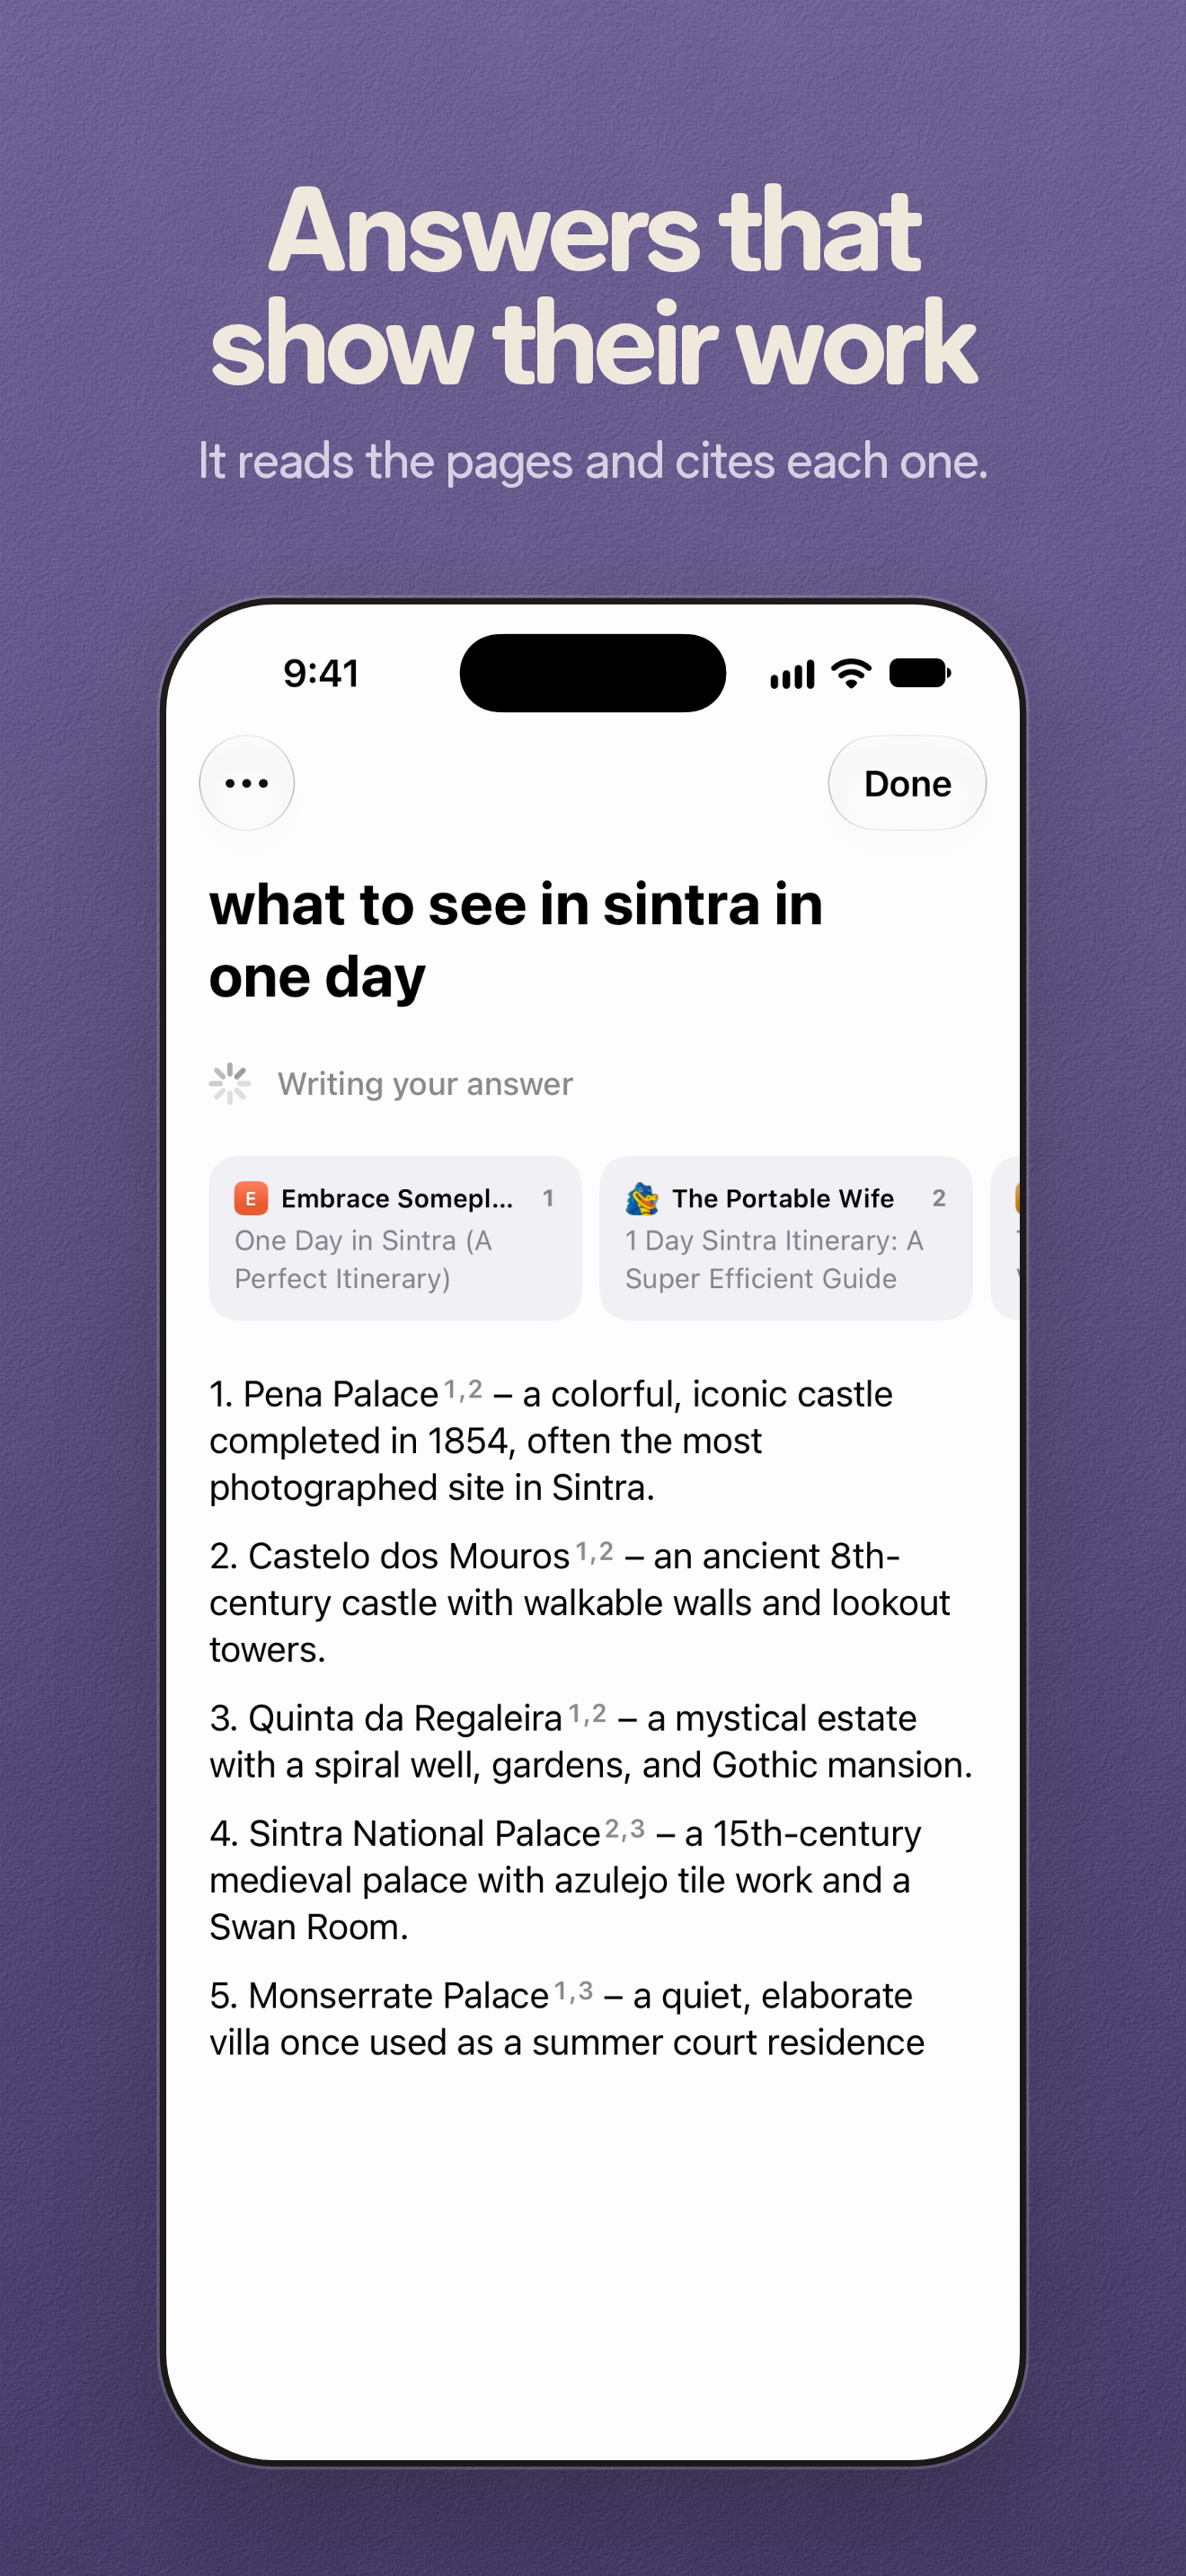 Answers that
show their work
It reads the pages and cites each one.
9:41
Done
what to see in sintra in
one day
Writing your answer
E Embrace Somepl... 1
One Day in Sintra (A
Perfect Itinerary)
The Portable Wife 2
1 Day Sintra Itinerary: A
Super Efficient Guide
1. Pena Palace 1,2 – a colorful, iconic castle
completed in 1854, often the most
photographed site in Sintra.
2. Castelo dos Mouros 1,2 – an ancient 8th-
century castle with walkable walls and lookout
towers.
3. Quinta da Regaleira 1,2 – a mystical estate
with a spiral well, gardens, and Gothic mansion.
4. Sintra National Palace 2,3 – a 15th-century
medieval palace with azulejo tile work and a
Swan Room.
5. Monserrate Palace 1,3 – a quiet, elaborate
villa once used as a summer court residence